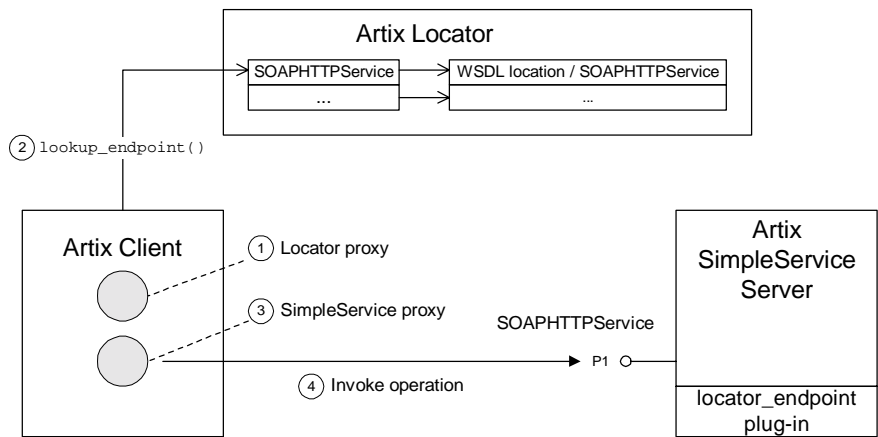 Artix Locator
SOAPHTTPService
WSDL location / SOAPHTTPService
...
...
2 lookup_endpoint()
Artix Client
1 Locator proxy
3 SimpleService proxy
4 Invoke operation
SOAPHTTPService
P1
Artix
SimpleService
Server
locator_endpoint
plug-in